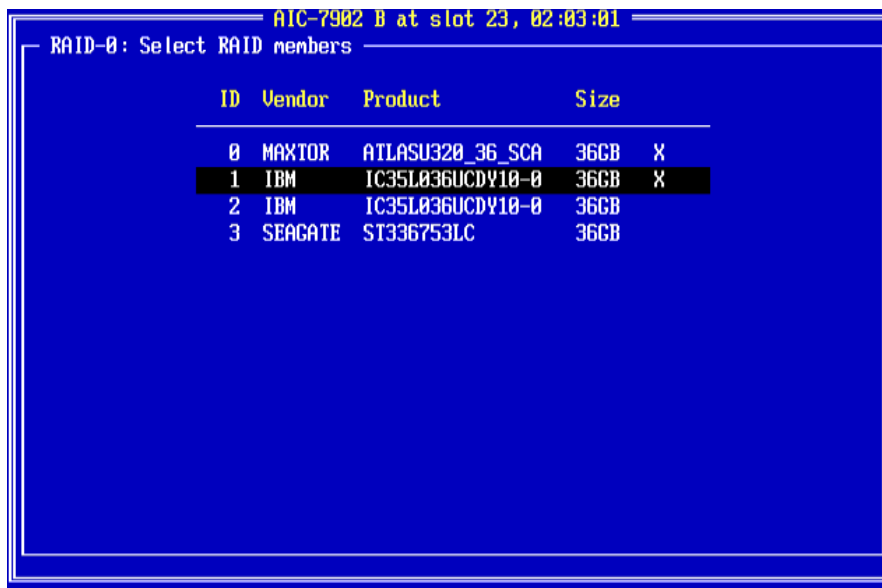 AIC-7902 B at slot 23, 02:03:01
RAID-0: Select RAID members
ID Vendor Product Size
0 MAXTOR ATLASU320_36_SCA 36GB X
1 IBM IC35L036UCDY10-0 36GB X
2 IBM IC35L036UCDY10-0 36GB
3 SEAGATE ST336753LC 36GB